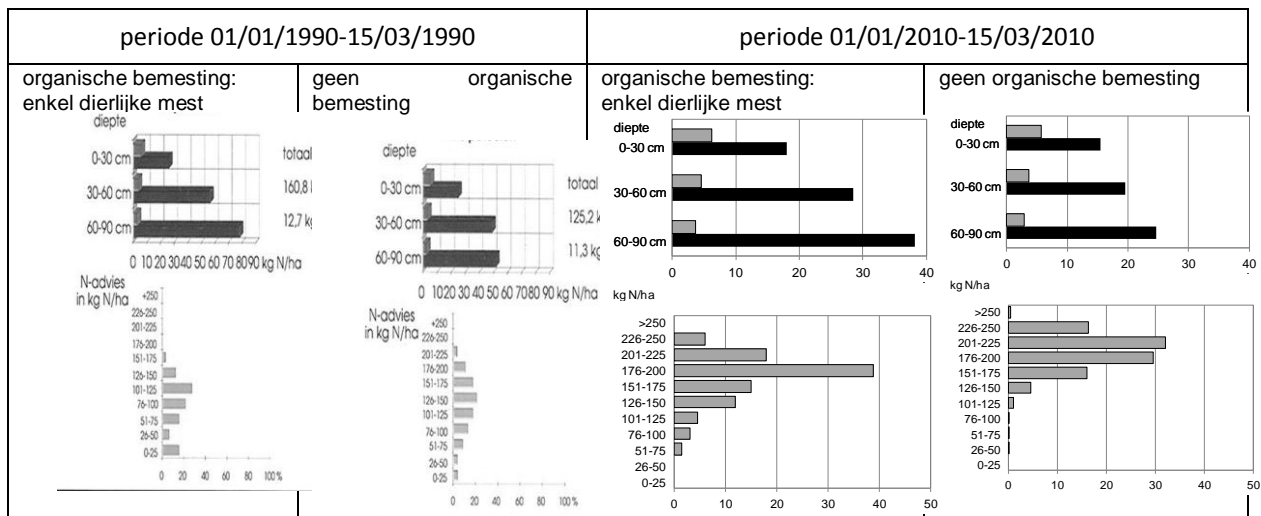 periode 01/01/1990-15/03/1990
periode 01/01/2010-15/03/2010
organische bemesting:
enkel dierlijke mest
geen organische
bemesting
organische bemesting:
enkel dierlijke mest
geen organische bemesting
diepte
0-30 cm
30-60 cm
60-90 cm
totaal
160,8
12,7 kg
0 10 20 30 40 50 60 70 80 90 kg N/ha
N-advies
in kg N/ha
+250
226-250
201-225
176-200
151-175
126-150
101-125
76-100
51-75
26-50
0-25
0 20 40 60 80 100 %
diepte
0-30 cm
30-60 cm
60-90 cm
totaal
125,2 k
11,3 kg
0 10 20 30 40 50 60 70 80 90 kg N/ha
N-advies
in kg N/ha
+250
226-250
201-225
176-200
151-175
126-150
101-125
76-100
51-75
26-50
0-25
0 20 40 60 80 100 %
diepte
0-30 cm
30-60 cm
60-90 cm
0 10 20 30 40
kg N/ha
>250
226-250
201-225
176-200
151-175
126-150
101-125
76-100
51-75
26-50
0-25
0 10 20 30 40 50
diepte
0-30 cm
30-60 cm
60-90 cm
0 10 20 30 40
kg N/ha
>250
226-250
201-225
176-200
151-175
126-150
101-125
76-100
51-75
26-50
0-25
0 10 20 30 40 50